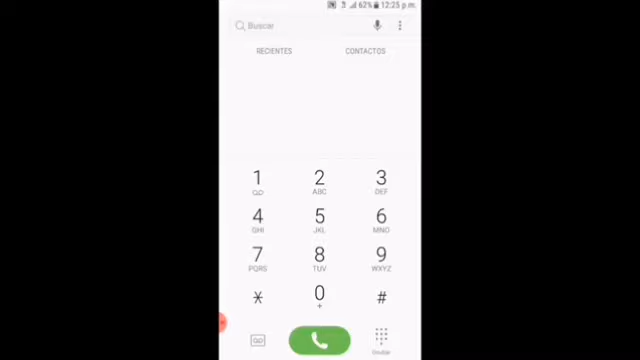 62% 12:25 p.m.
Buscar
RECIENTES CONTACTOS
1 2 3
ABC DEF
4 5 6
GHI JKL MNO
7 8 9
PQRS TUV WXYZ
* 0 #
+
Ocultar